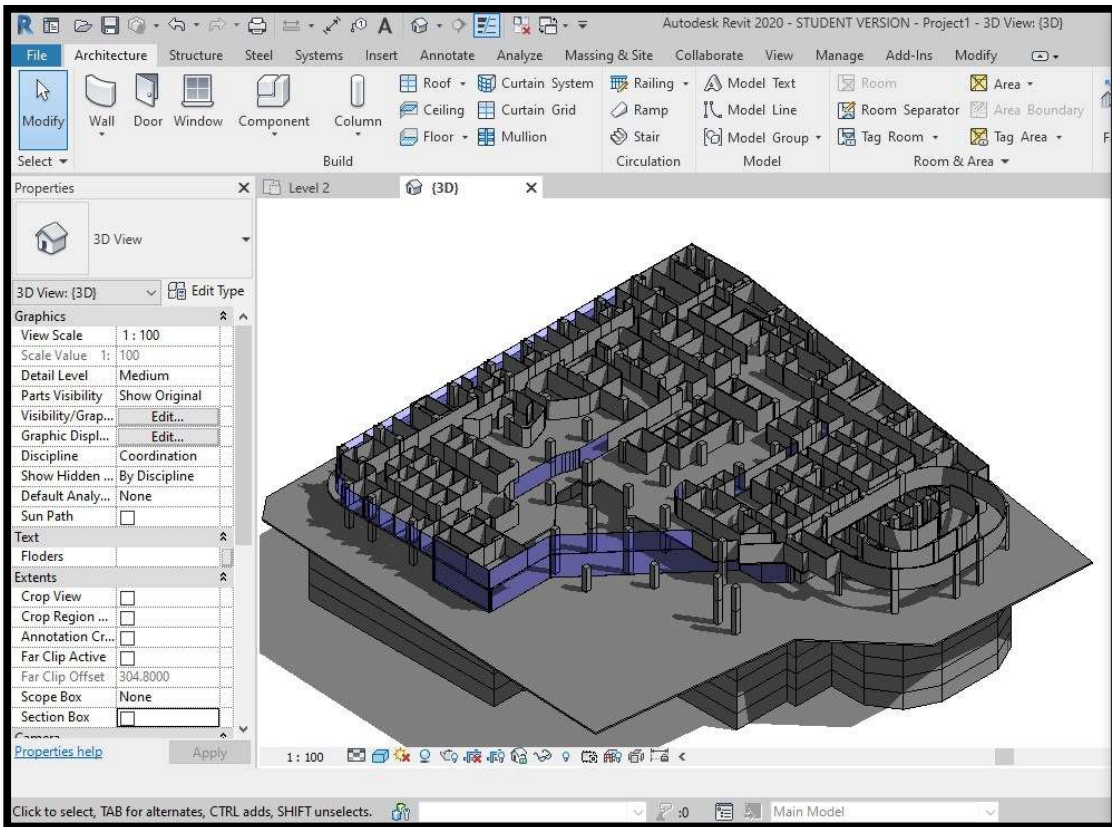 Autodesk Revit 2020 - STUDENT VERSION - Project1 - 3D View: {3D}
File Architecture Structure Steel Systems Insert Annotate Analyze Massing & Site Collaborate View Manage Add-Ins Modify
Modify Wall Door Window Component Column
Roof Curtain System Railing Model Text Room Area
Ceiling Curtain Grid Ramp Model Line Room Separator Area Boundary
Floor Mullion Stair Model Group Tag Room Tag Area
Select Build Circulation Model Room & Area
Properties
Level 2 {3D}
3D View
3D View: {3D} Edit Type
Graphics
View Scale 1 : 100
Scale Value 1: 100
Detail Level Medium
Parts Visibility Show Original
Visibility/Grap... Edit...
Graphic Displ... Edit...
Discipline Coordination
Show Hidden ... By Discipline
Default Analy... None
Sun Path
Text
Floders
Extents
Crop View
Crop Region ...
Annotation Cr...
Far Clip Active
Far Clip Offset 304.8000
Scope Box None
Section Box
Properties help Apply
1 : 100
Click to select, TAB for alternates, CTRL adds, SHIFT unselects. :0 Main Model